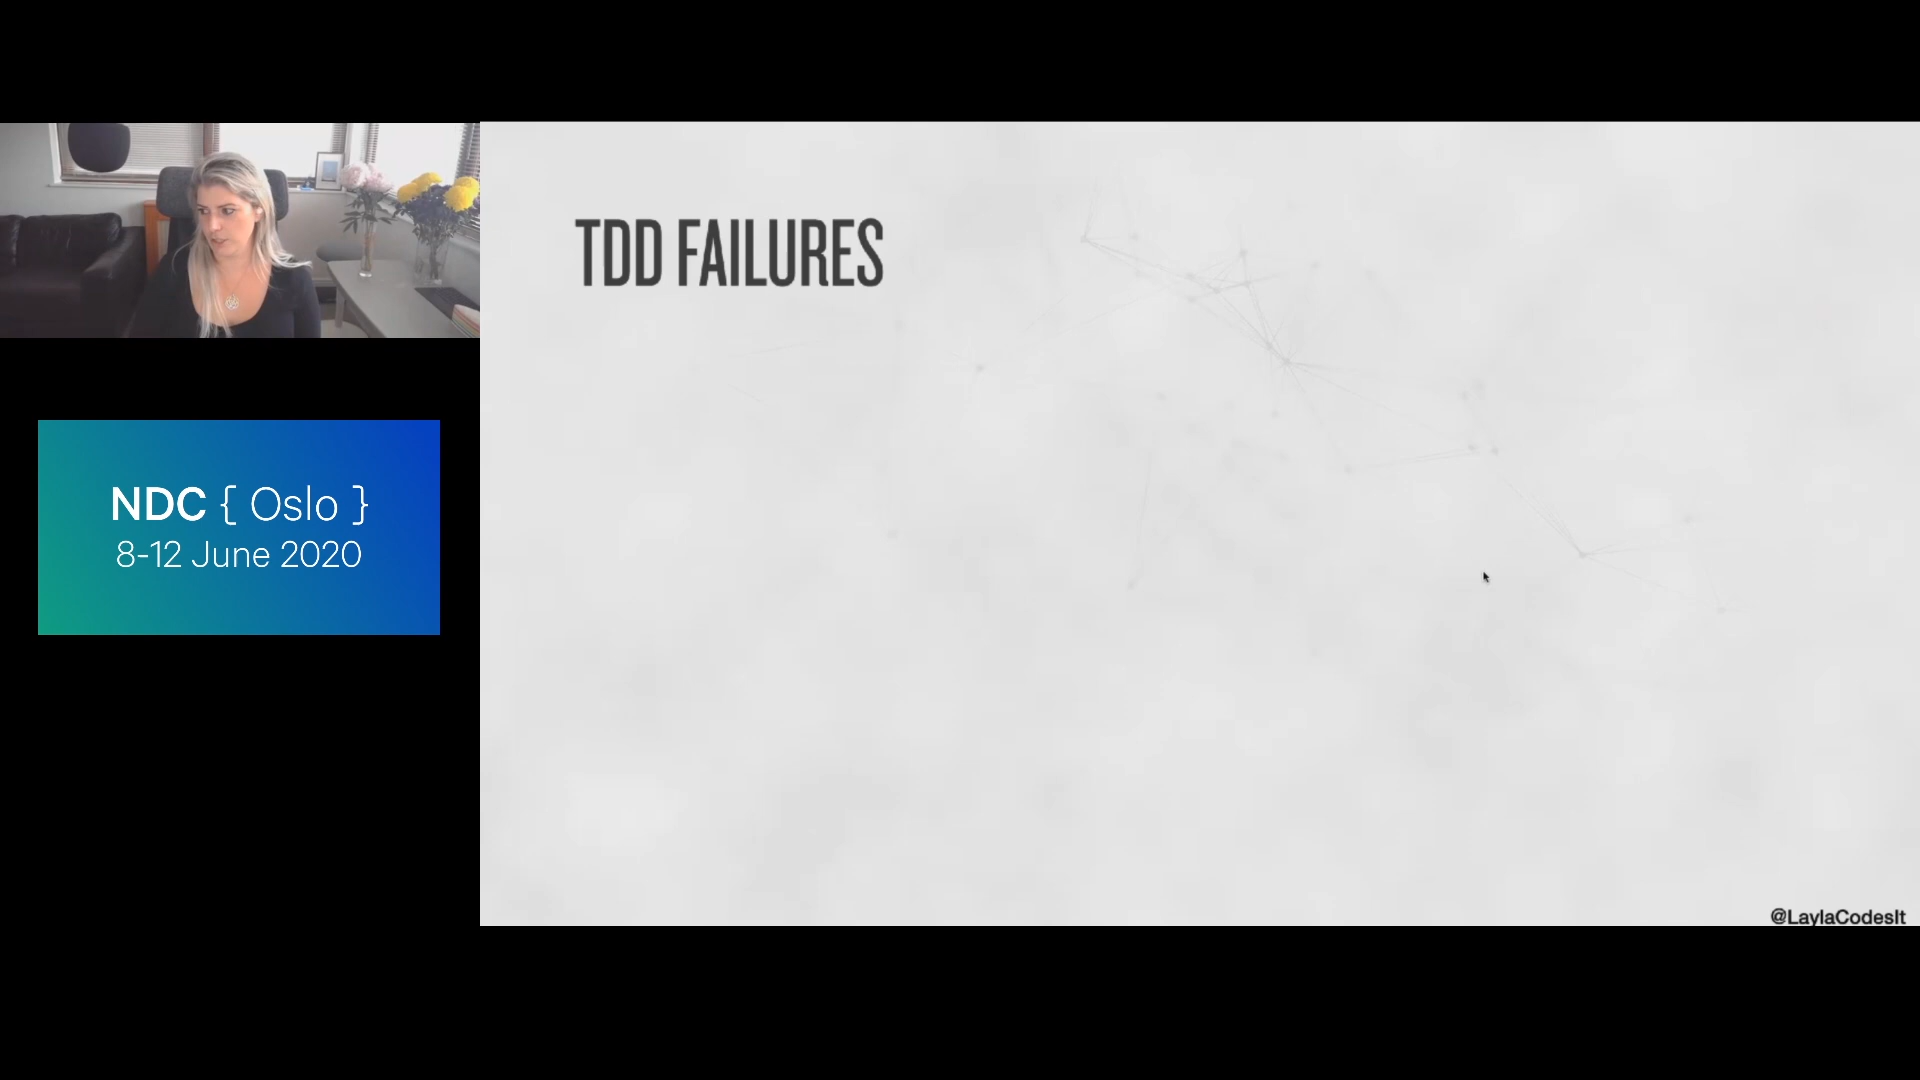 TDD FAILURES
NDC { Oslo }
8-12 June 2020
@LaylaCodesIt